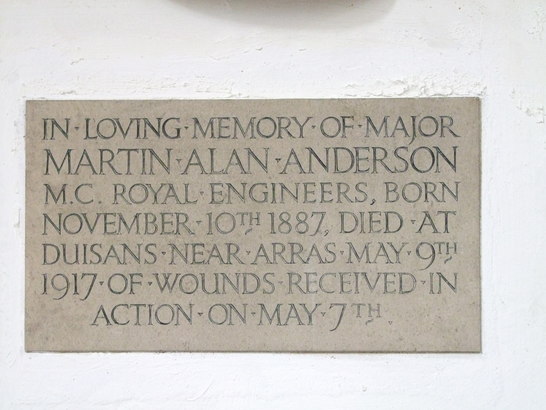 IN·LOVING·MEMORY·OF·MAJOR
MARTIN·ALAN·ANDERSON
M.C. ROYAL·ENGINEERS, BORN
NOVEMBER·10TH 1887, DIED·AT
DUISANS·NEAR·ARRAS·MAY·9TH
1917·OF·WOUNDS·RECEIVED·IN
ACTION·ON·MAY·7TH.